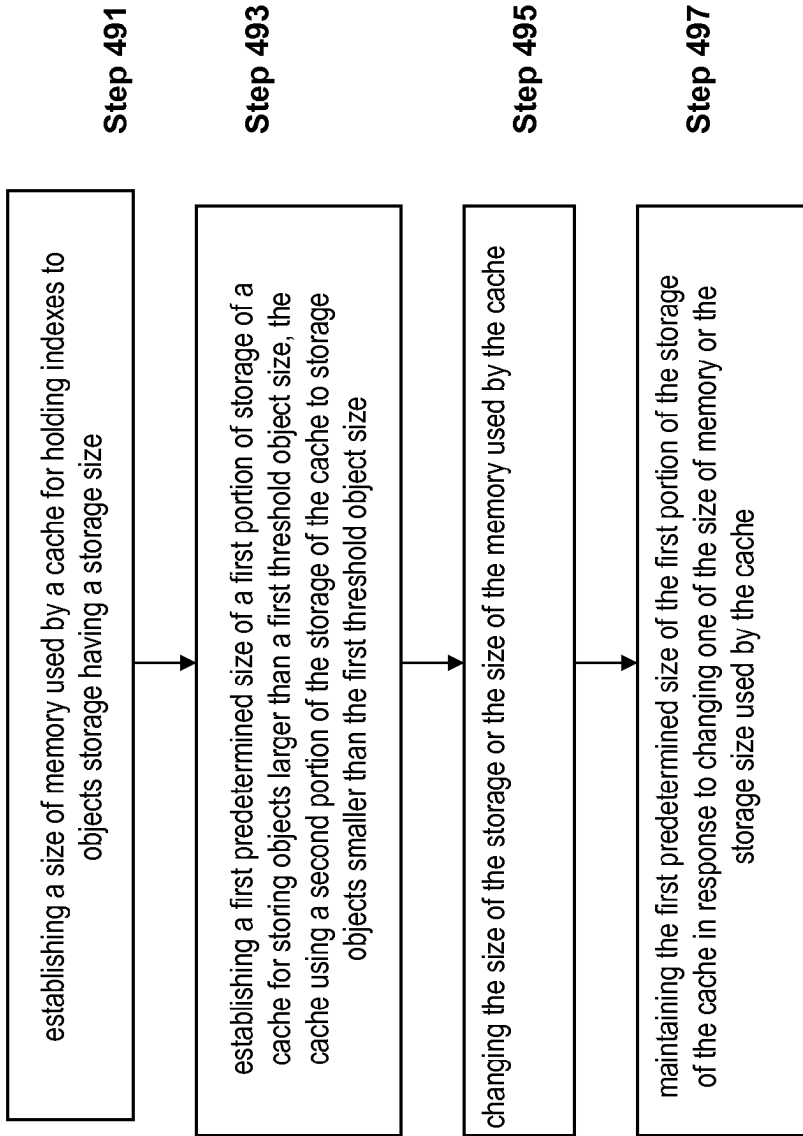 establishing a size of memory used by a cache for holding indexes to
objects storage having a storage size
Step 491
establishing a first predetermined size of a first portion of storage of a
cache for storing objects larger than a first threshold object size, the
cache using a second portion of the storage of the cache to storage
objects smaller than the first threshold object size
Step 493
changing the size of the storage or the size of the memory used by the cache
Step 495
maintaining the first predetermined size of the first portion of the storage
of the cache in response to changing one of the size of memory or the
storage size used by the cache
Step 497